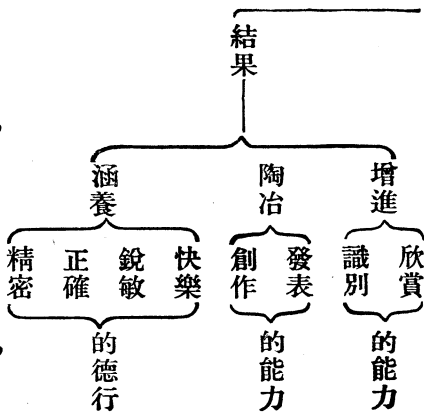 結果
增進
欣賞
識別
的能力
陶冶
發表
創作
的能力
涵養
快樂
銳敏
正確
精密
的德行